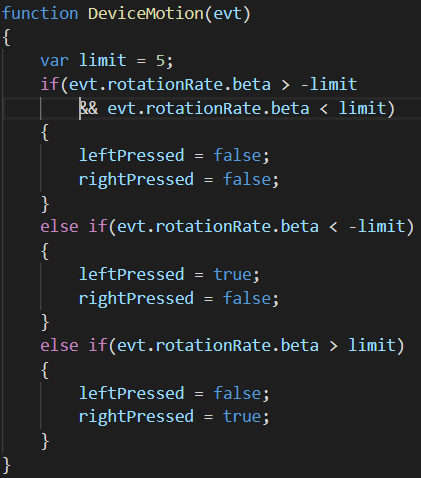 function DeviceMotion(evt)
{
    var limit = 5;
    if(evt.rotationRate.beta > -limit
        && evt.rotationRate.beta < limit)
    {
        leftPressed = false;
        rightPressed = false;
    }
    else if(evt.rotationRate.beta < -limit)
    {
        leftPressed = true;
        rightPressed = false;
    }
    else if(evt.rotationRate.beta > limit)
    {
        leftPressed = false;
        rightPressed = true;
    }
}